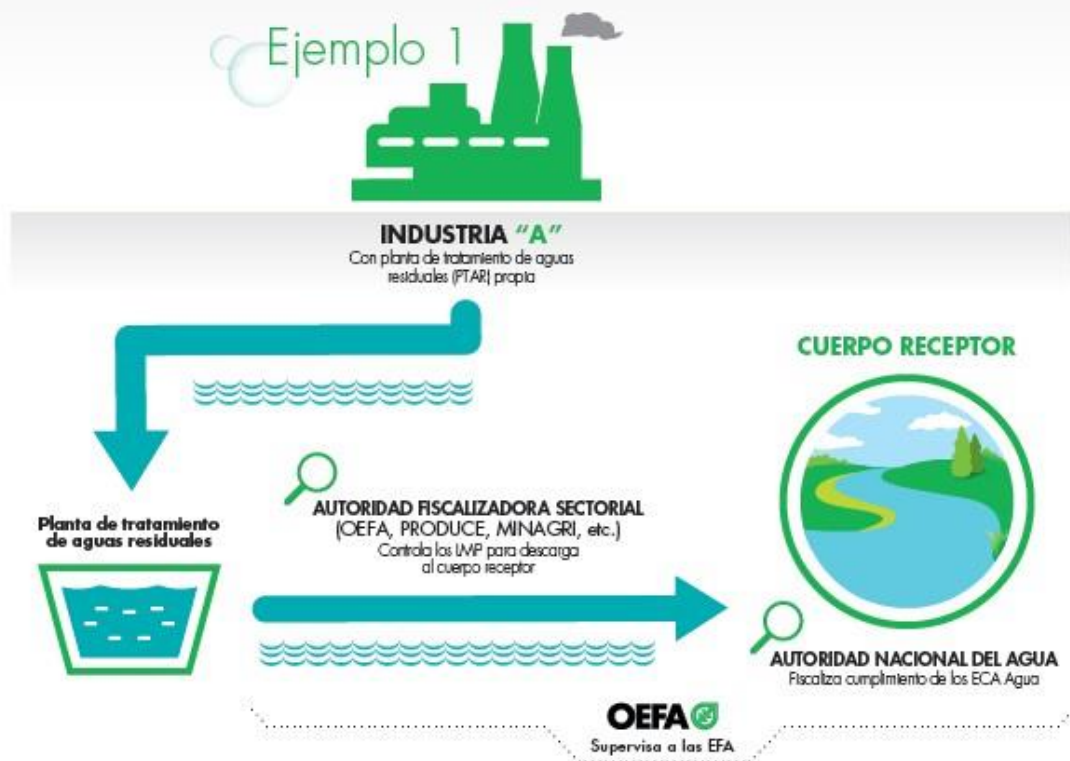 Ejemplo 1
INDUSTRIA "A"
Con planta de tratamiento de aguas
residuales (PTAR) propia
CUERPO RECEPTOR
AUTORIDAD FISCALIZADORA SECTORIAL
(OEFA, PRODUCE, MINAGRI, etc.)
Controla los LMP para descarga
al cuerpo receptor
Planta de tratamiento
de aguas residuales
AUTORIDAD NACIONAL DEL AGUA
Fiscaliza cumplimiento de los ECA Agua
OEFA
Supervisa a las EFA